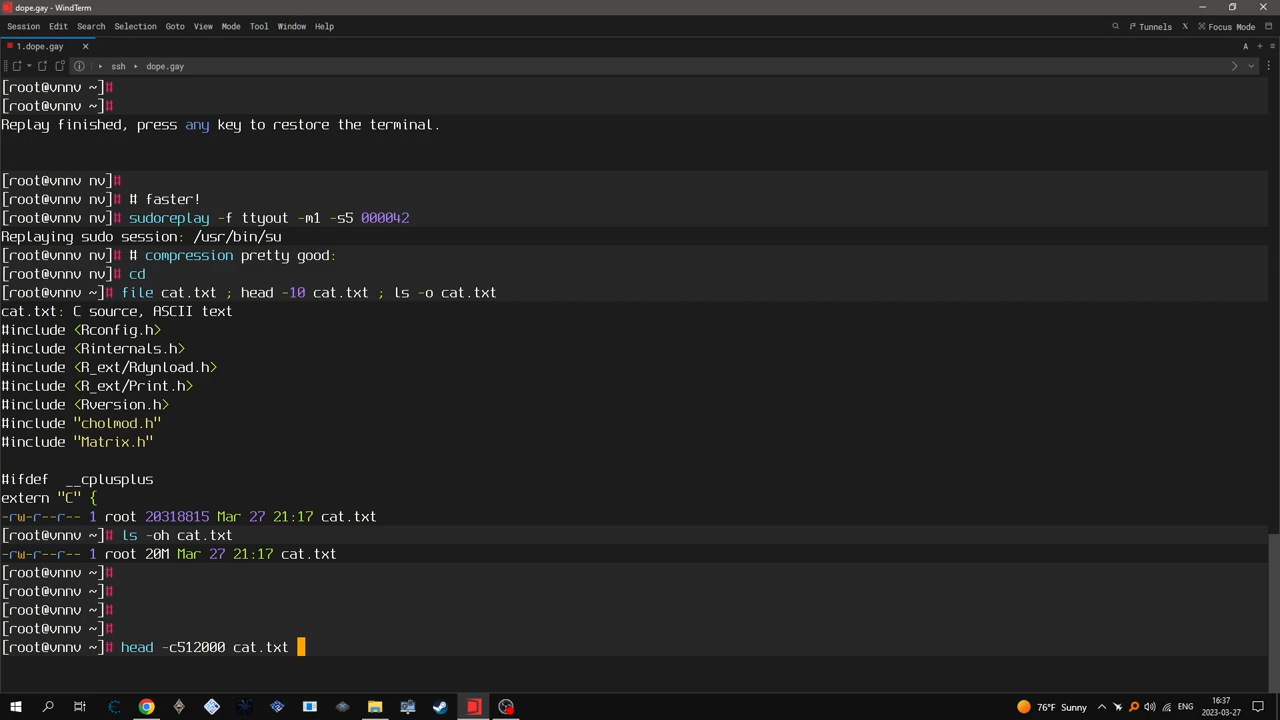 dope.gay - WindTerm
Session Edit Search Selection Goto View Mode Tool Window Help
Tunnels X Focus Mode
1.dope.gay
A
ssh dope.gay
[root@vnnv ~]#
[root@vnnv ~]#
Replay finished, press any key to restore the terminal.
[root@vnnv nv]#
[root@vnnv nv]# # faster!
[root@vnnv nv]# sudoreplay -f ttyout -m1 -s5 000042
Replaying sudo session: /usr/bin/su
[root@vnnv nv]# # compression pretty good:
[root@vnnv nv]# cd
[root@vnnv ~]# file cat.txt ; head -10 cat.txt ; ls -o cat.txt
cat.txt: C source, ASCII text
#include <Rconfig.h>
#include <Rinternals.h>
#include <R_ext/Rdynload.h>
#include <R_ext/Print.h>
#include <Rversion.h>
#include "cholmod.h"
#include "Matrix.h"
#ifdef  __cplusplus
extern "C" {
-rw-r--r-- 1 root 20318815 Mar 27 21:17 cat.txt
[root@vnnv ~]# ls -oh cat.txt
-rw-r--r-- 1 root 20M Mar 27 21:17 cat.txt
[root@vnnv ~]#
[root@vnnv ~]#
[root@vnnv ~]#
[root@vnnv ~]#
[root@vnnv ~]# head -c512000 cat.txt
76°F Sunny
ENG
16:37
2023-03-27